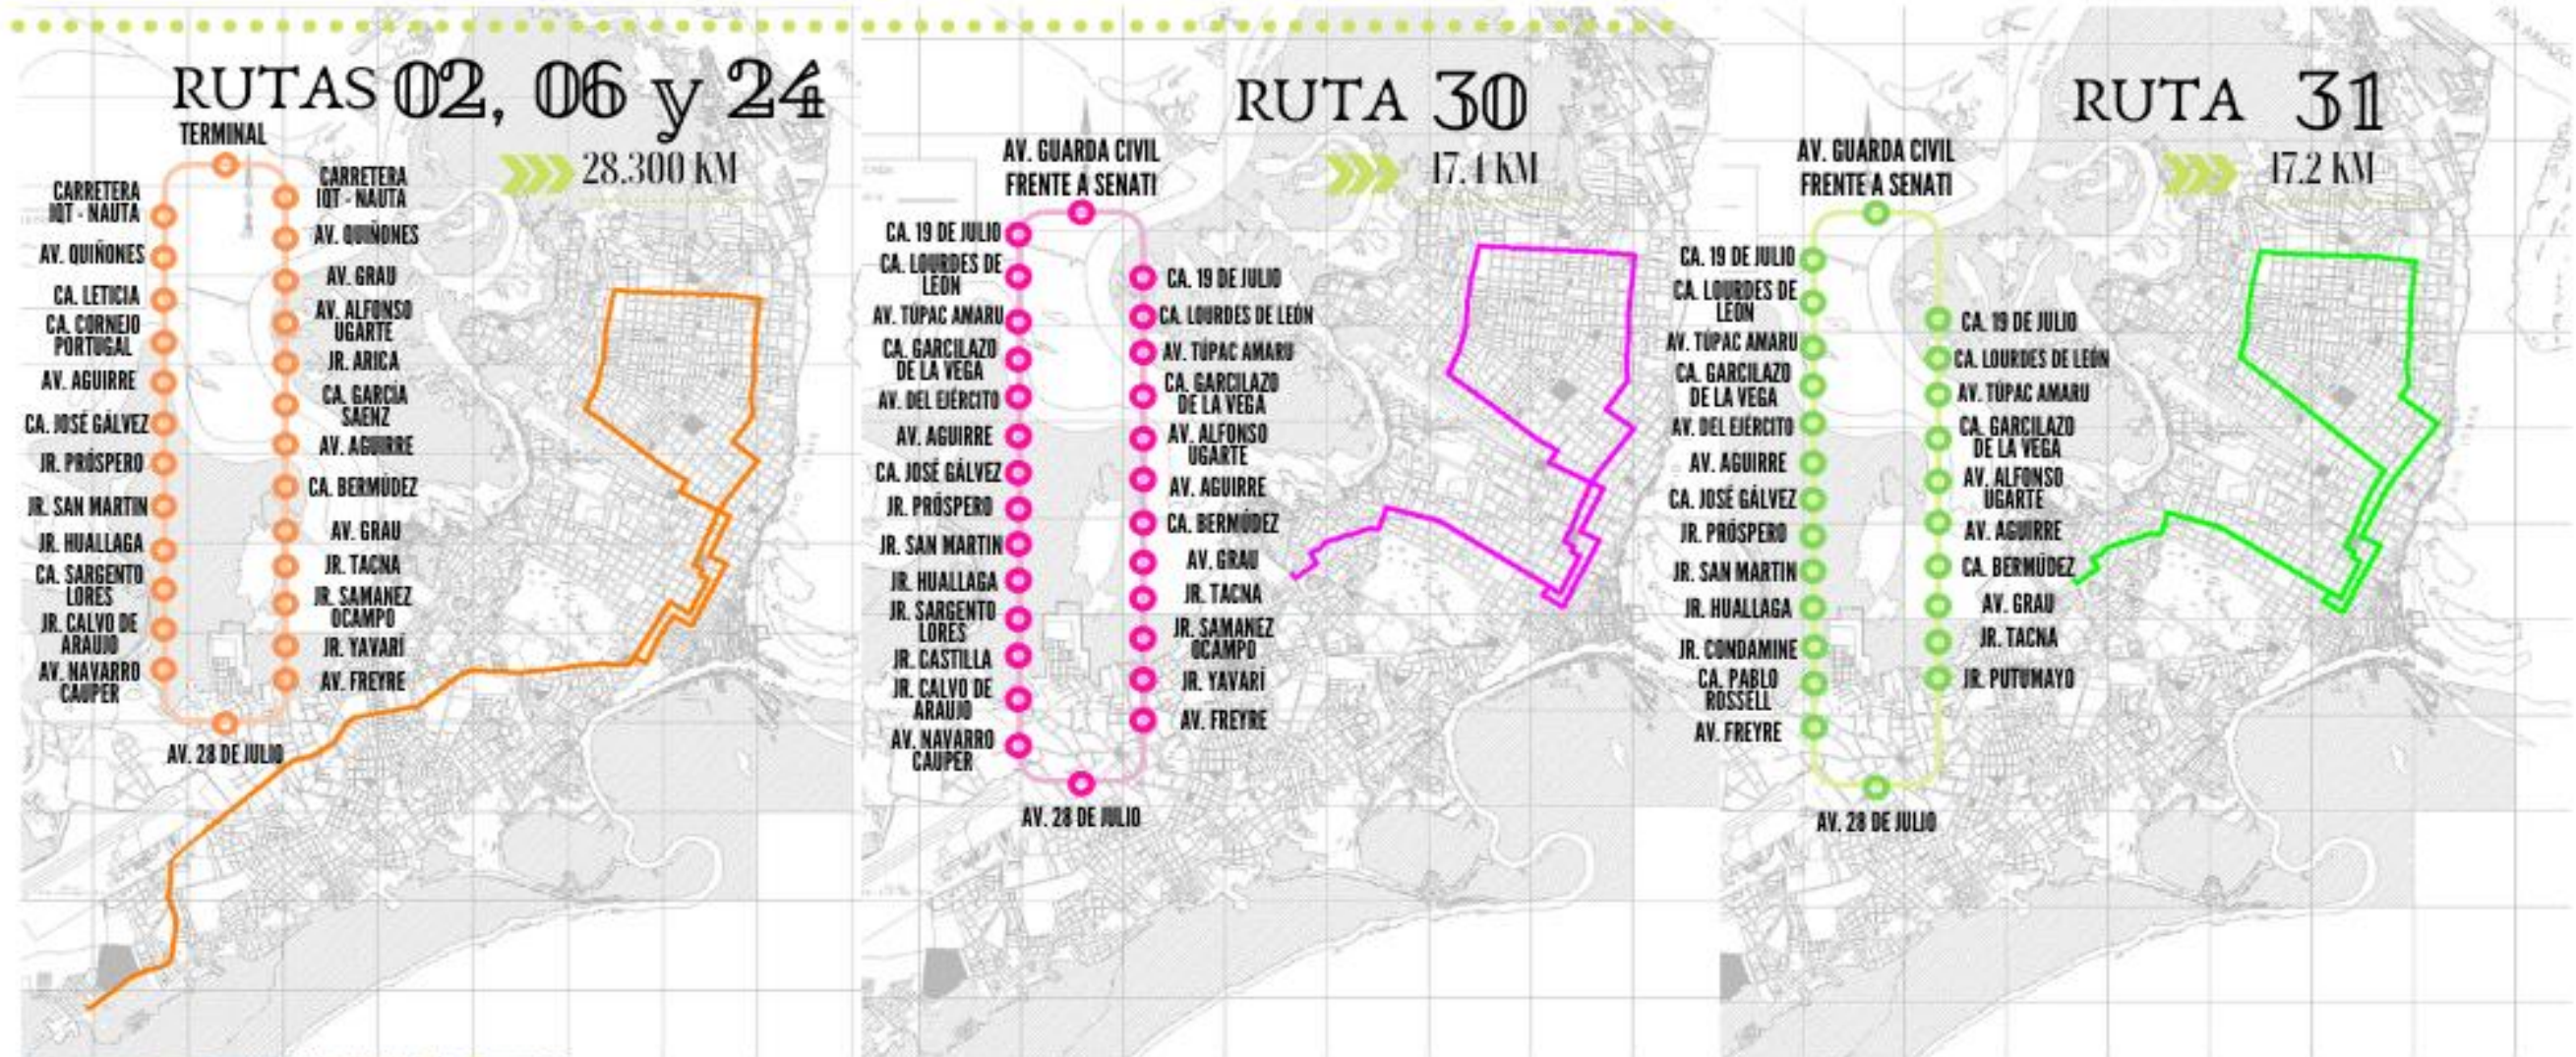 RUTAS 02, 06 y 24
28.300 KM
TERMINAL
CARRETERA
IQT - NAUTA
AV. QUIÑONES
CA. LETICIA
CA. CORNEJO
PORTUGAL
AV. AGUIRRE
CA. JOSÉ GÁLVEZ
JR. PRÓSPERO
JR. SAN MARTIN
JR. HUALLAGA
CA. SARGENTO
LORES
JR. CALVO DE
ARAUJO
AV. NAVARRO
CAUPER
CARRETERA
IQT - NAUTA
AV. QUIÑONES
AV. GRAU
AV. ALFONSO
UGARTE
JR. ARICA
CA. GARCÍA
SAENZ
AV. AGUIRRE
CA. BERMÚDEZ
AV. GRAU
JR. TACNA
JR. SAMANEZ
OCAMPO
JR. YAVARÍ
AV. FREYRE
AV. 28 DE JULIO
RUTA 30
17.4 KM
AV. GUARDA CIVIL
FRENTE A SENATI
CA. 19 DE JULIO
CA. LOURDES DE
LEÓN
AV. TÚPAC AMARU
CA. GARCILAZO
DE LA VEGA
AV. DEL EJÉRCITO
AV. AGUIRRE
CA. JOSÉ GÁLVEZ
JR. PRÓSPERO
JR. SAN MARTIN
JR. HUALLAGA
JR. SARGENTO
LORES
JR. CASTILLA
JR. CALVO DE
ARAUJO
AV. NAVARRO
CAUPER
CA. 19 DE JULIO
CA. LOURDES DE LEÓN
AV. TÚPAC AMARU
CA. GARCILAZO
DE LA VEGA
AV. ALFONSO
UGARTE
AV. AGUIRRE
CA. BERMÚDEZ
AV. GRAU
JR. TACNA
JR. SAMANEZ
OCAMPO
JR. YAVARÍ
AV. FREYRE
AV. 28 DE JULIO
RUTA 31
17.2 KM
AV. GUARDA CIVIL
FRENTE A SENATI
CA. 19 DE JULIO
CA. LOURDES DE
LEÓN
AV. TÚPAC AMARU
CA. GARCILAZO
DE LA VEGA
AV. DEL EJÉRCITO
AV. AGUIRRE
CA. JOSÉ GÁLVEZ
JR. PRÓSPERO
JR. SAN MARTIN
JR. HUALLAGA
JR. CONDAMINE
CA. PABLO
ROSSELL
AV. FREYRE
CA. 19 DE JULIO
CA. LOURDES DE LEÓN
AV. TÚPAC AMARU
CA. GARCILAZO
DE LA VEGA
AV. ALFONSO
UGARTE
AV. AGUIRRE
CA. BERMÚDEZ
AV. GRAU
JR. TACNA
JR. PUTUMAYO
AV. 28 DE JULIO